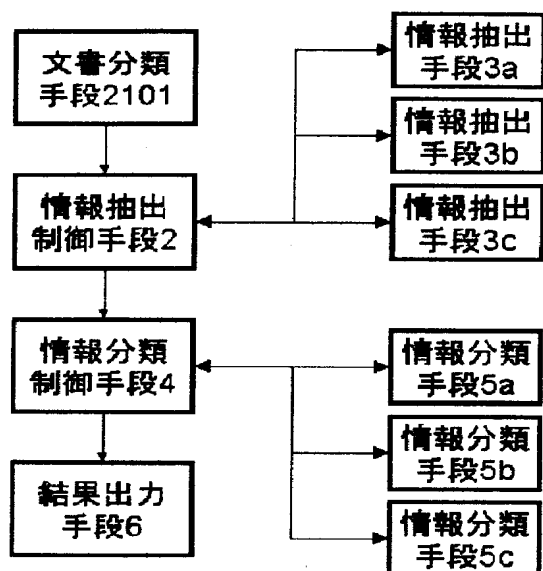 文書分類
手段2101
情報抽出
制御手段2
情報分類
制御手段4
結果出力
手段6
情報抽出
手段3a
情報抽出
手段3b
情報抽出
手段3c
情報分類
手段5a
情報分類
手段5b
情報分類
手段5c